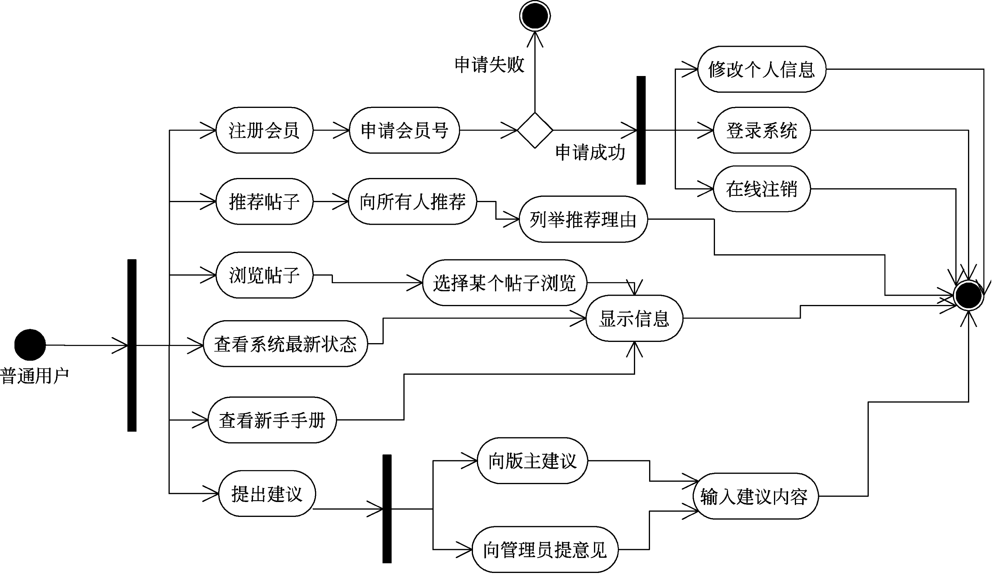 申请失败
修改个人信息
注册会员
申请会员号
登录系统
申请成功
推荐帖子
向所有人推荐
在线注销
列举推荐理由
浏览帖子
选择某个帖子浏览
显示信息
查看系统最新状态
普通用户
查看新手手册
向版主建议
提出建议
输入建议内容
向管理员提意见